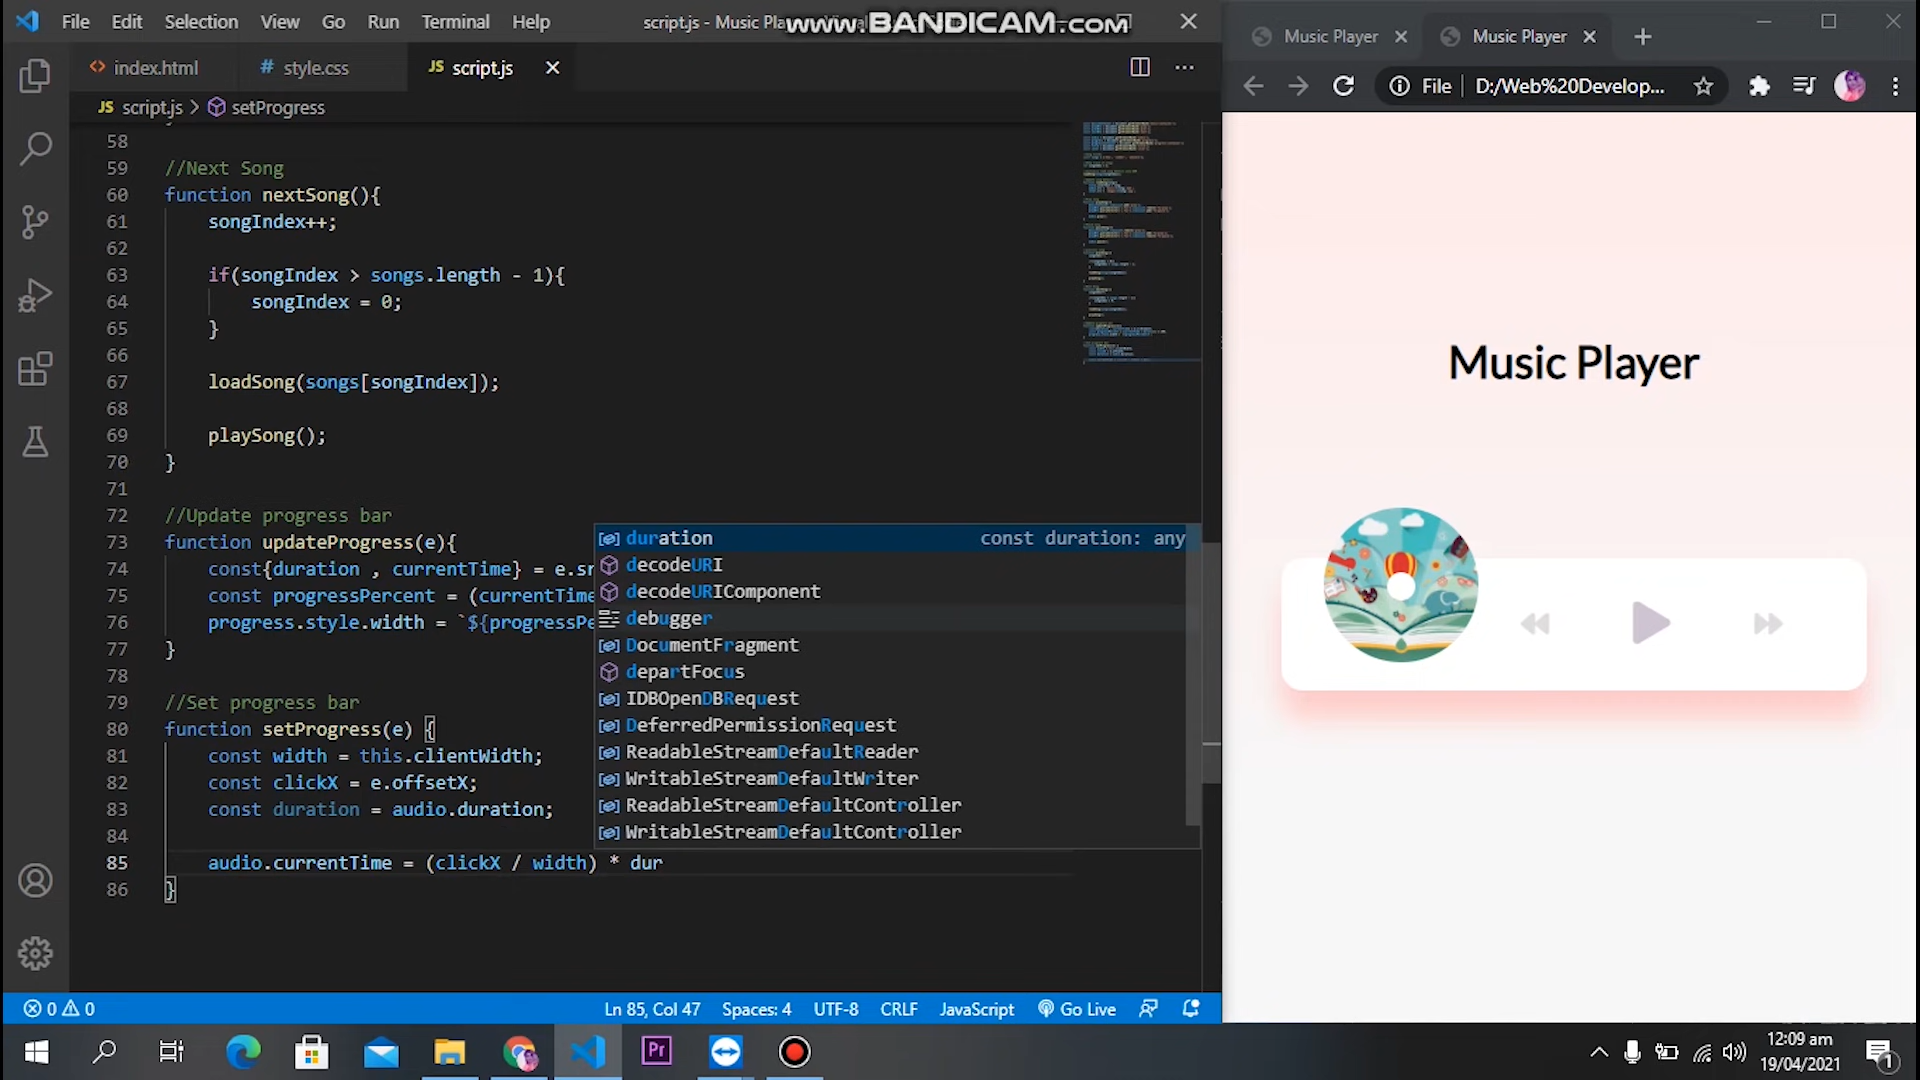 File Edit Selection View Go Run Terminal Help
script.js - Music Pla
www.BANDICAM.com
index.html
style.css
JS script.js
JS script.js > setProgress
58
59 //Next Song
60 function nextSong(){
61 songIndex++;
62
63 if(songIndex > songs.length - 1){
64 songIndex = 0;
65 }
66
67 loadSong(songs[songIndex]);
68
69 playSong();
70 }
71
72 //Update progress bar
73 function updateProgress(e){
74 const{duration , currentTime} = e.sr
75 const progressPercent = (currentTime
76 progress.style.width = `${progressPe
77 }
78
79 //Set progress bar
80 function setProgress(e) {
81 const width = this.clientWidth;
82 const clickX = e.offsetX;
83 const duration = audio.duration;
84
85 audio.currentTime = (clickX / width) * dur
86 }
duration const duration: any
decodeURI
decodeURIComponent
debugger
DocumentFragment
departFocus
IDBOpenDBRequest
DeferredPermissionRequest
ReadableStreamDefaultReader
WritableStreamDefaultWriter
ReadableStreamDefaultController
WritableStreamDefaultController
0 0
Ln 85, Col 47 Spaces: 4 UTF-8 CRLF JavaScript Go Live
Music Player
Music Player
File D:/Web%20Develop...
Music Player
Pr
12:09 am
19/04/2021
1